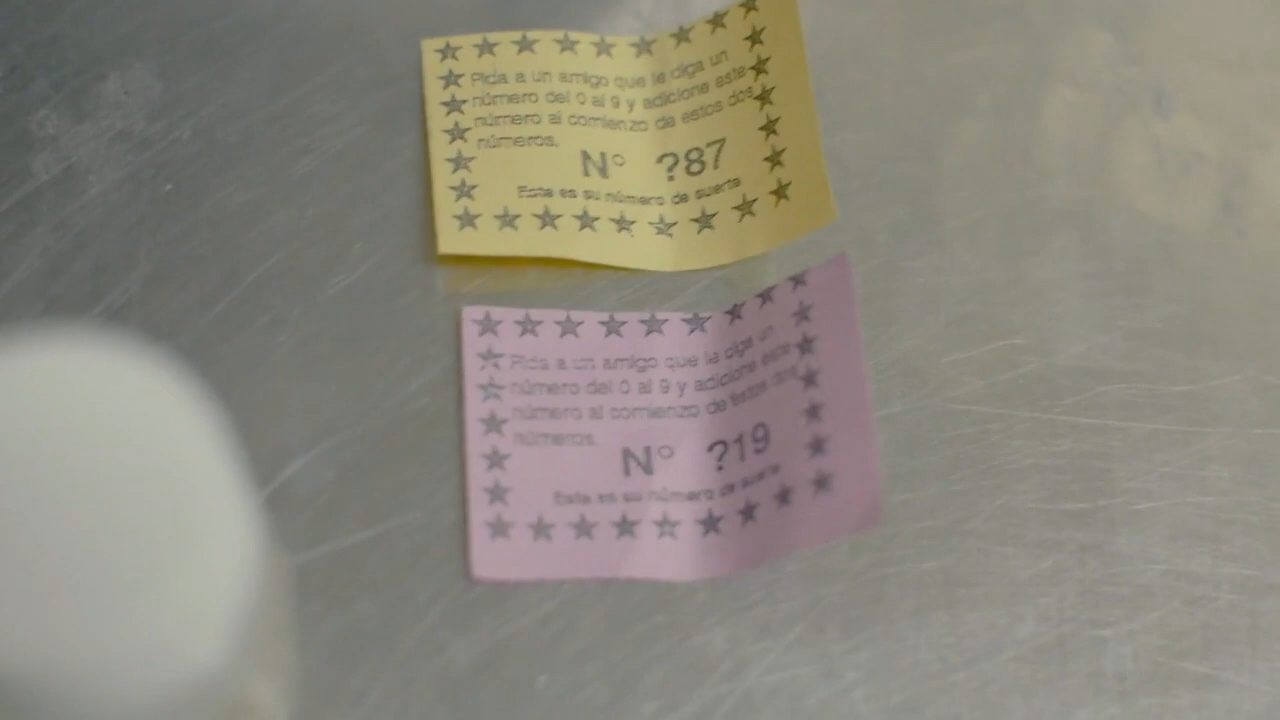 Pida a un amigo que le diga un
número del 0 al 9 y adicione este
número al comienzo de estos dos
números.
Nº ?87
Este es su número de suerte
Pida a un amigo que le diga un
número del 0 al 9 y adicione este
número al comienzo de estos dos
números.
Nº ?19
Este es su número de suerte